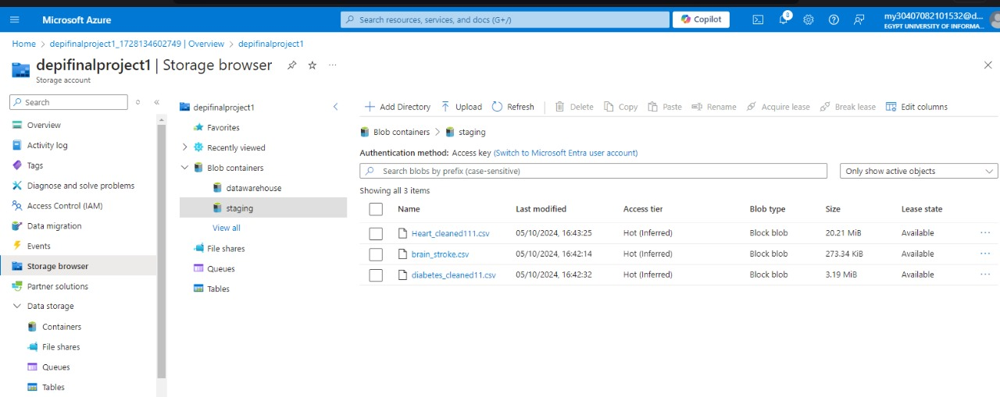 Microsoft Azure
Search resources, services, and docs (G+/)
Copilot
8
my30407082101532@d...
EGYPT UNIVERSITY OF INFORMA...
Home > depifinalproject1_1728134602749 | Overview > depifinalproject1
depifinalproject1 | Storage browser
Storage account
Search
Overview
Activity log
Tags
Diagnose and solve problems
Access Control (IAM)
Data migration
Events
Storage browser
Partner solutions
Data storage
Containers
File shares
Queues
Tables
depifinalproject1
Favorites
Recently viewed
Blob containers
datawarehouse
staging
View all
File shares
Queues
Tables
Add Directory Upload Refresh Delete Copy Paste Rename Acquire lease Break lease Edit columns
Blob containers > staging
Authentication method: Access key (Switch to Microsoft Entra user account)
Search blobs by prefix (case-sensitive)
Only show active objects
Showing all 3 items
Name Last modified Access tier Blob type Size Lease state
Heart_cleaned111.csv 05/10/2024, 16:43:25 Hot (Inferred) Block blob 20.21 MiB Available ...
brain_stroke.csv 05/10/2024, 16:42:14 Hot (Inferred) Block blob 273.34 KiB Available ...
diabetes_cleaned11.csv 05/10/2024, 16:42:32 Hot (Inferred) Block blob 3.19 MiB Available ...